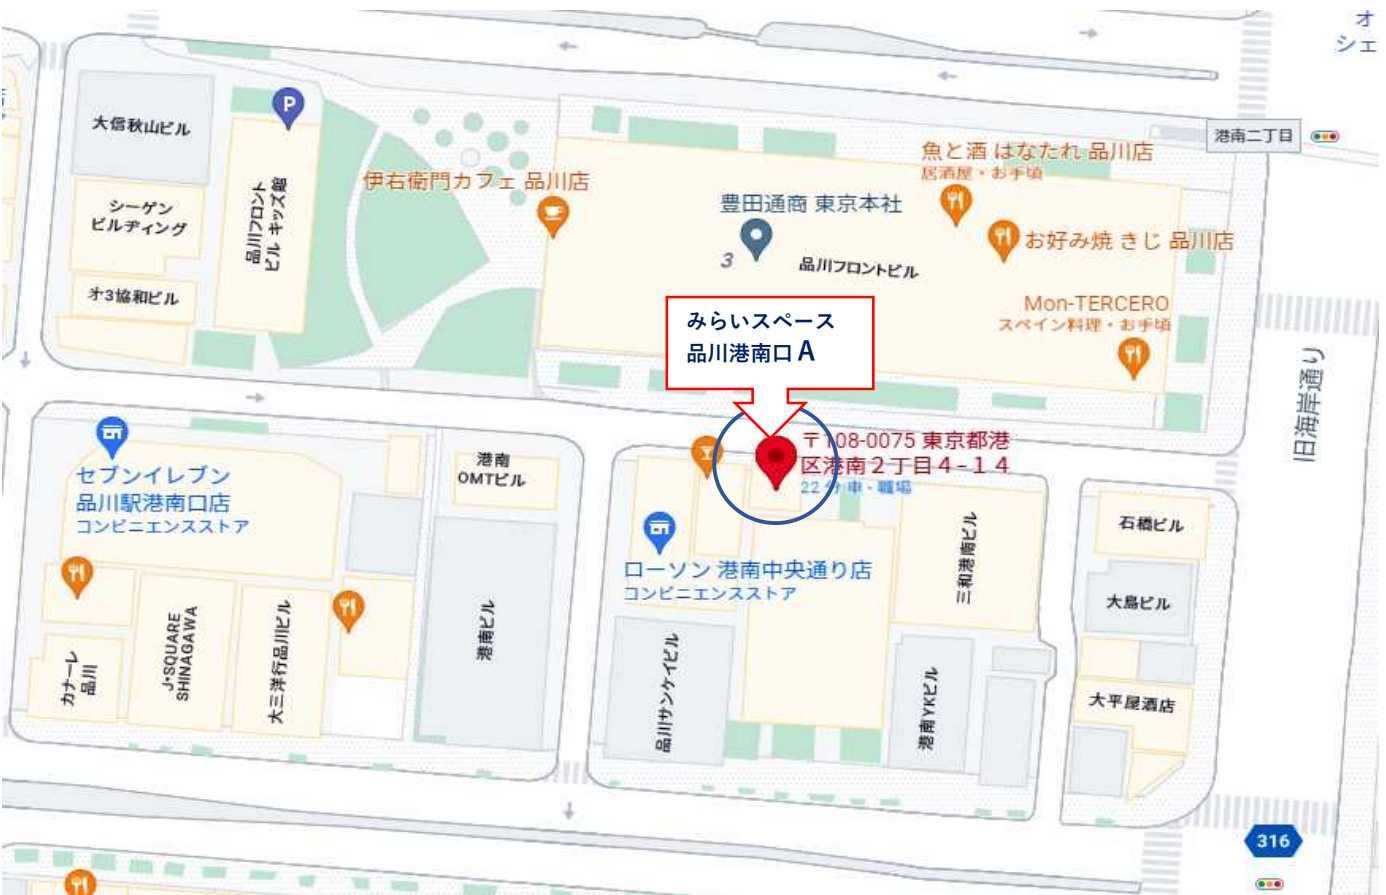 オ
シェ
大信秋山ビル
P
港南二丁目
魚と酒 はなたれ 品川店
居酒屋・お手頃
伊右衛門カフェ 品川店
シーゲン
ビルディング
品川フロント
ビル キッズ館
豊田通商 東京本社
3
品川フロントビル
お好み焼 きじ 品川店
才3協和ビル
Mon-TERCERO
スペイン料理・お手頃
みらいスペース
品川港南口 A
旧海岸通り
セブンイレブン
品川駅港南口店
コンビニエンスストア
港南
OMTビル
〒108-0075 東京都港
区港南２丁目４−１４
22 分 車・職場
石橋ビル
ローソン 港南中央通り店
コンビニエンスストア
三和港南ビル
大島ビル
カナーレ
品川
J•SQUARE
SHINAGAWA
大三洋行品川ビル
港南ビル
品川サンケイビル
港南YKビル
大平屋酒店
316